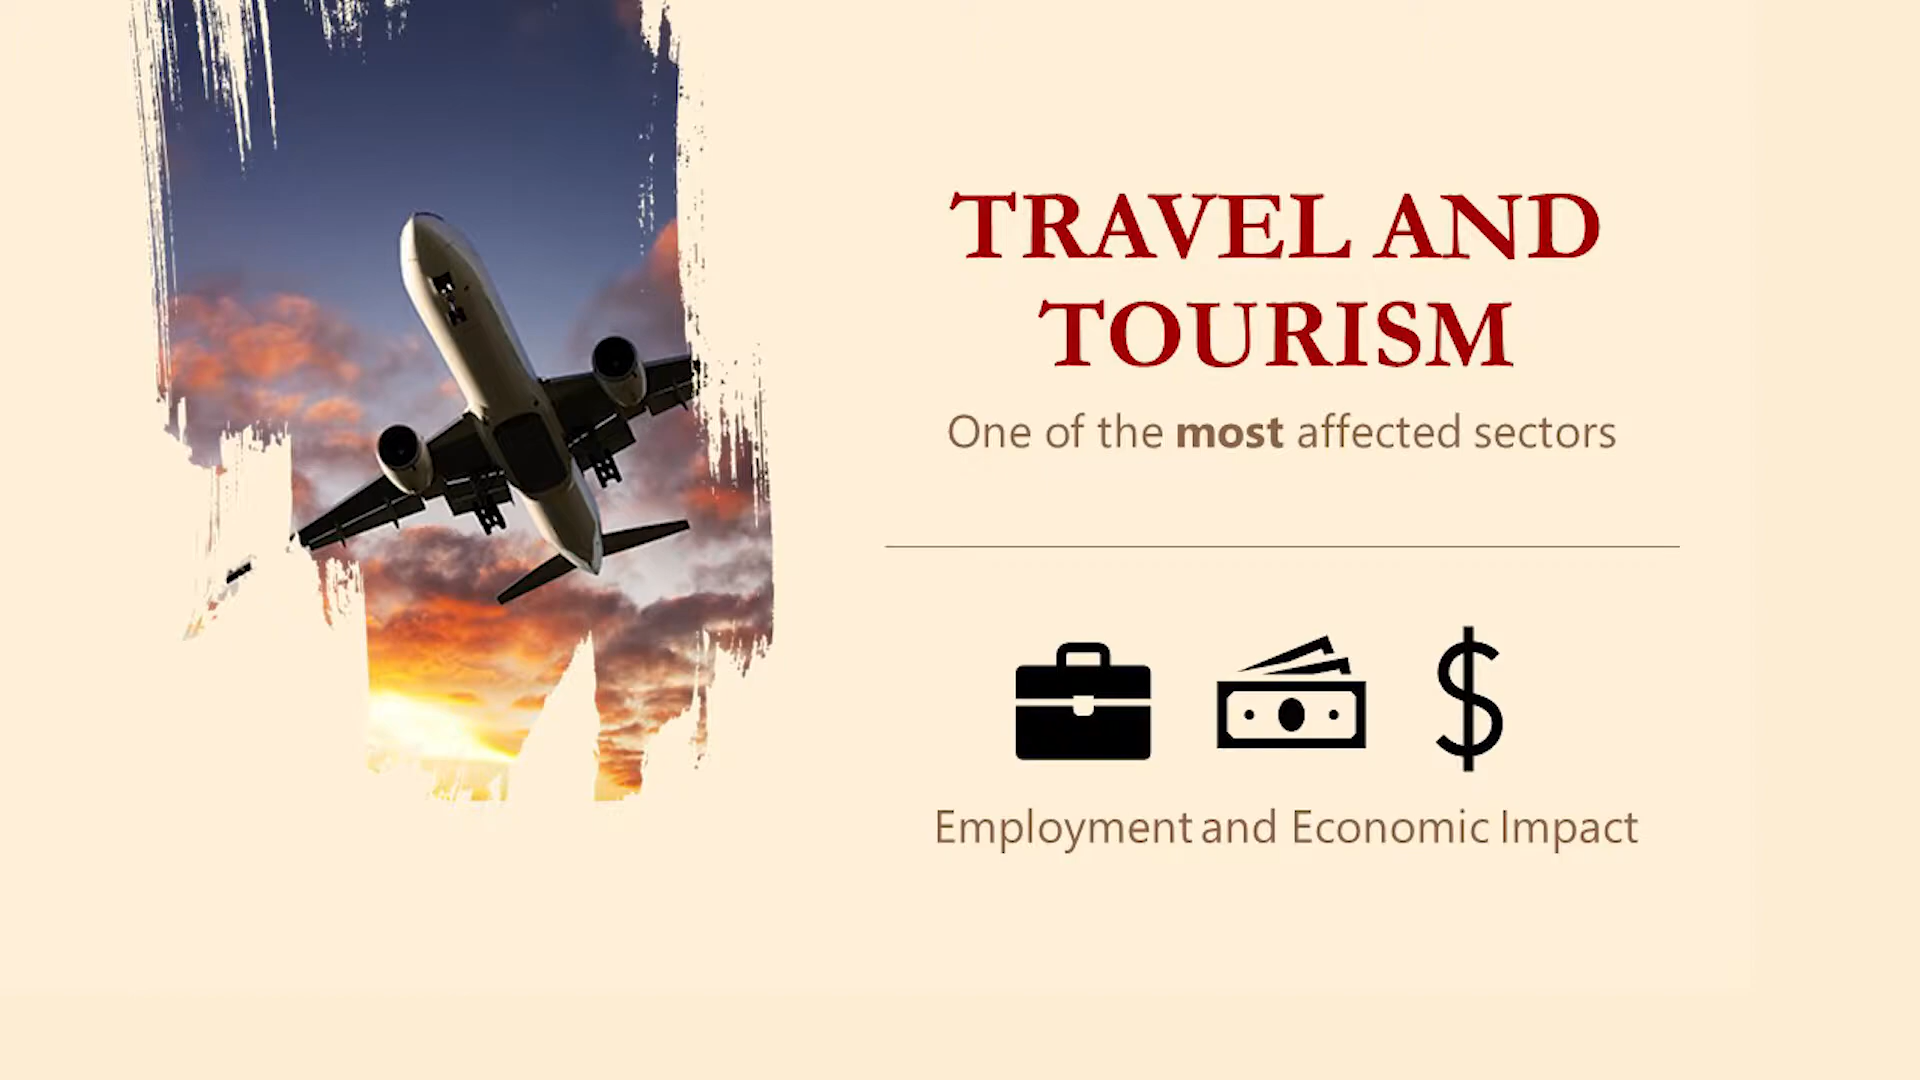 TRAVEL AND
TOURISM
One of the most affected sectors
Employment and Economic Impact